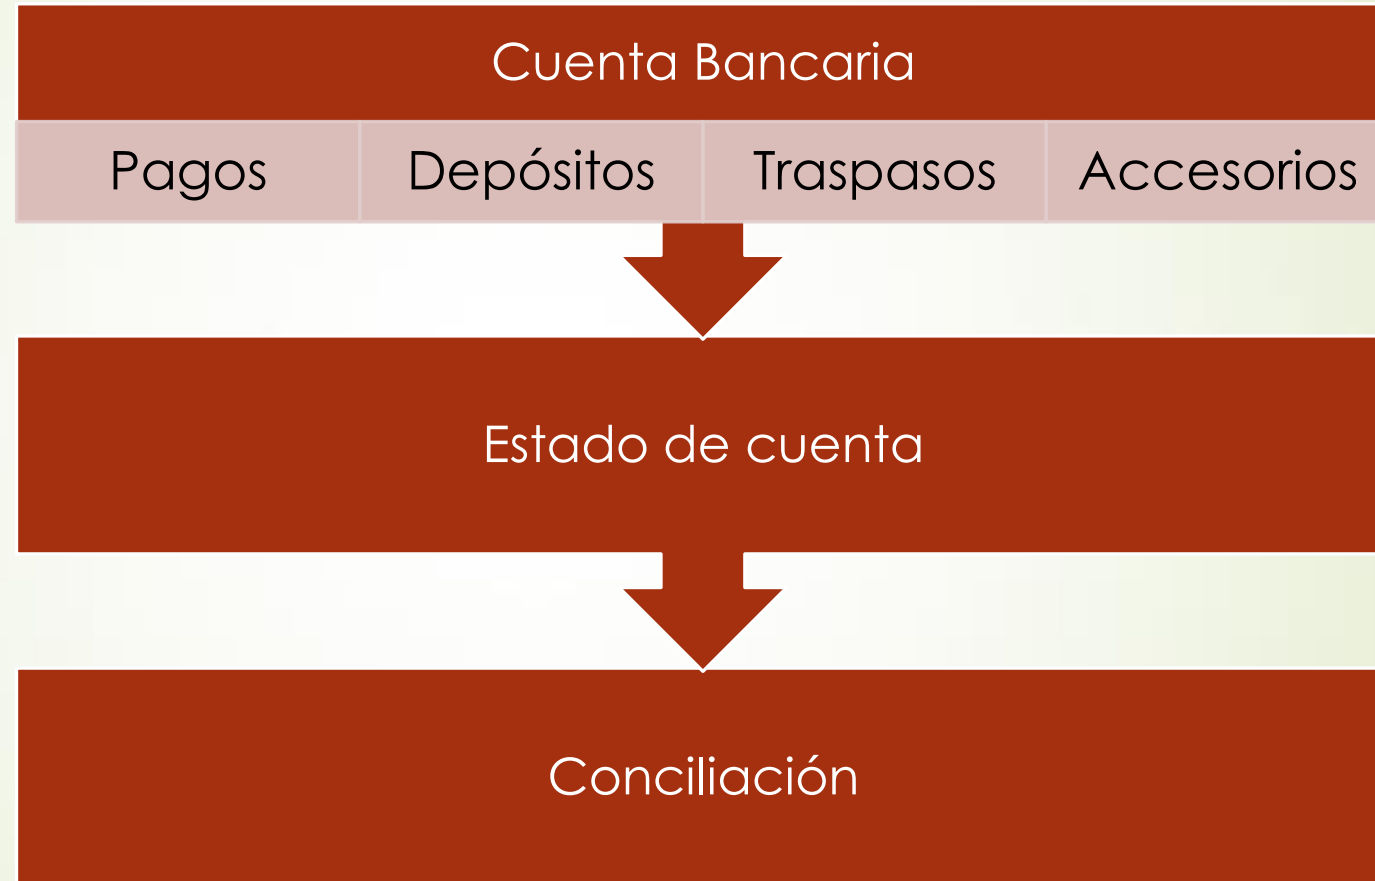 Cuenta Bancaria
Pagos Depósitos Traspasos Accesorios
Estado de cuenta
Conciliación